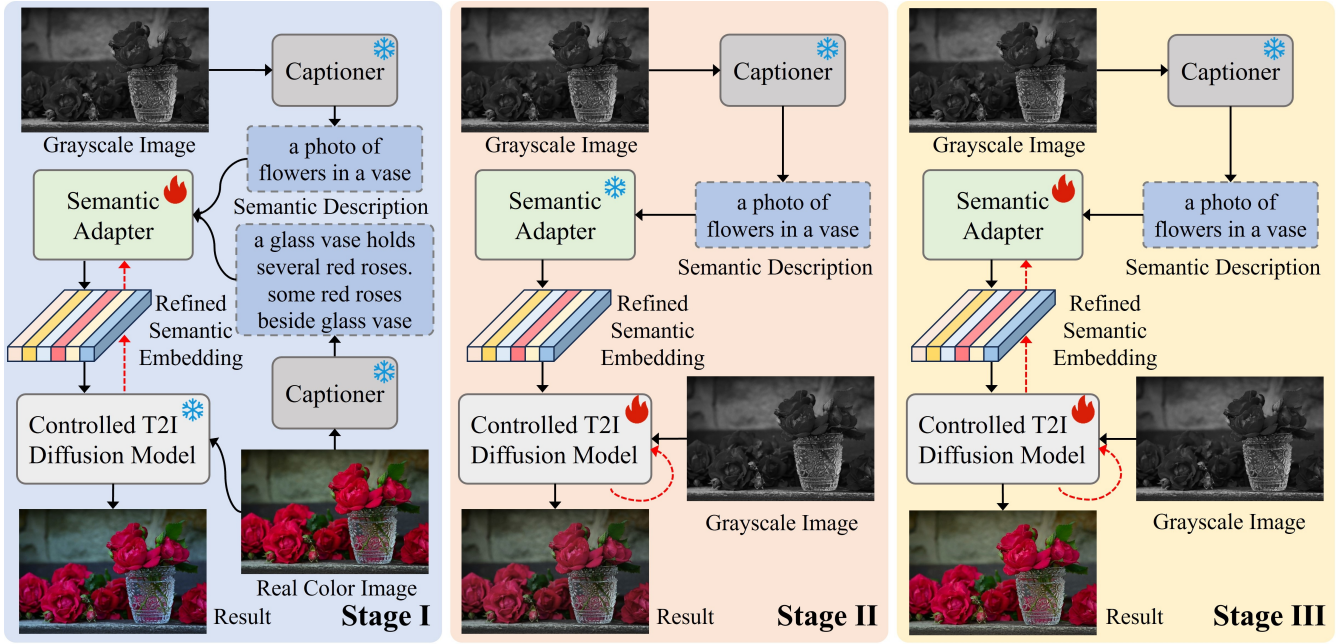 Captioner
Grayscale Image
a photo of
flowers in a vase
Semantic Description
Semantic
Adapter
a glass vase holds
several red roses.
some red roses
beside glass vase
Refined
Semantic
Embedding
Captioner
Controlled T2I
Diffusion Model
Real Color Image
Result
Stage I
Captioner
Grayscale Image
a photo of
flowers in a vase
Semantic Description
Semantic
Adapter
Refined
Semantic
Embedding
Controlled T2I
Diffusion Model
Grayscale Image
Result
Stage II
Captioner
Grayscale Image
a photo of
flowers in a vase
Semantic Description
Semantic
Adapter
Refined
Semantic
Embedding
Controlled T2I
Diffusion Model
Grayscale Image
Result
Stage III